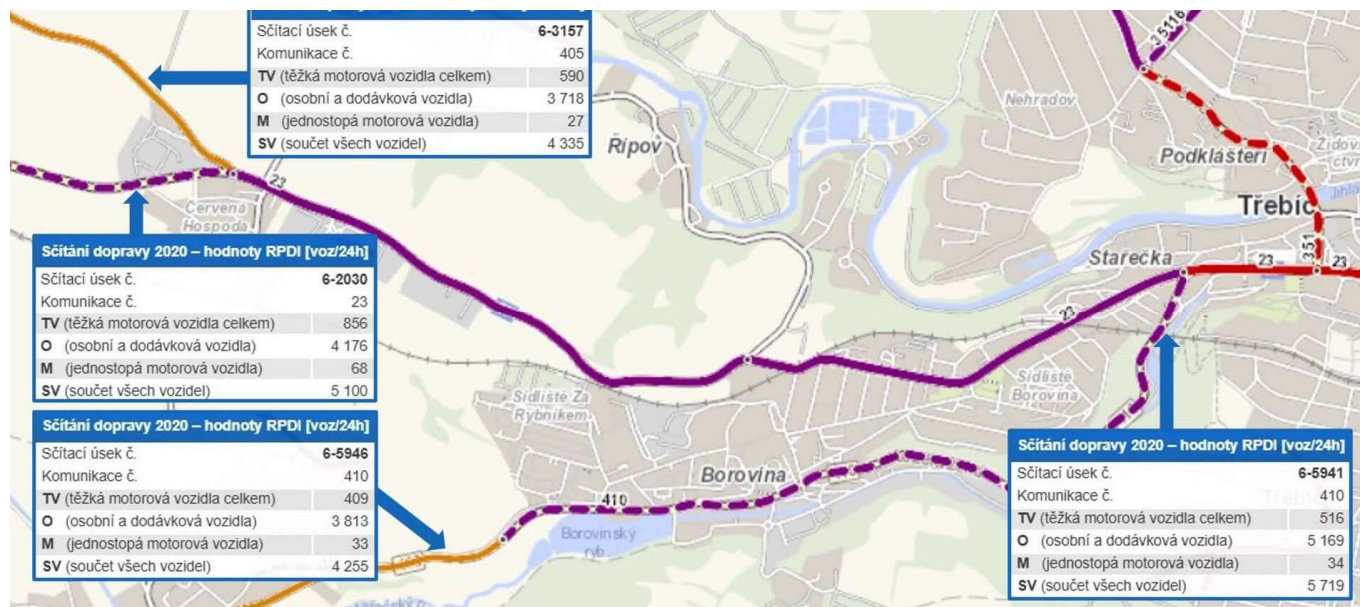 Sčítací úsek č. 6-3157
Komunikace č. 405
TV (těžká motorová vozidla celkem) 590
O (osobní a dodávková vozidla) 3 718
M (jednostopá motorová vozidla) 27
SV (součet všech vozidel) 4 335
35116
Nehradov
Řípov
Podklášteří
Židov
ctvr
Jihla
Třebíč
23
Červená
Hospoda
Stařečka
23
351
23
Sčítání dopravy 2020 – hodnoty RPDI [voz/24h]
Sčítací úsek č. 6-2030
Komunikace č. 23
TV (těžká motorová vozidla celkem) 856
O (osobní a dodávková vozidla) 4 176
M (jednostopá motorová vozidla) 68
SV (součet všech vozidel) 5 100
23
Sídliště Za
Rybníkem
Sídliště
Borovina
Sčítání dopravy 2020 – hodnoty RPDI [voz/24h]
Sčítací úsek č. 6-5946
Komunikace č. 410
TV (těžká motorová vozidla celkem) 409
O (osobní a dodávková vozidla) 3 813
M (jednostopá motorová vozidla) 33
SV (součet všech vozidel) 4 255
Borovina
410
Borovinský
ryb.
Sčítání dopravy 2020 – hodnoty RPDI [voz/24h]
Sčítací úsek č. 6-5941
Komunikace č. 410
TV (těžká motorová vozidla celkem) 516
O (osobní a dodávková vozidla) 5 169
M (jednostopá motorová vozidla) 34
SV (součet všech vozidel) 5 719